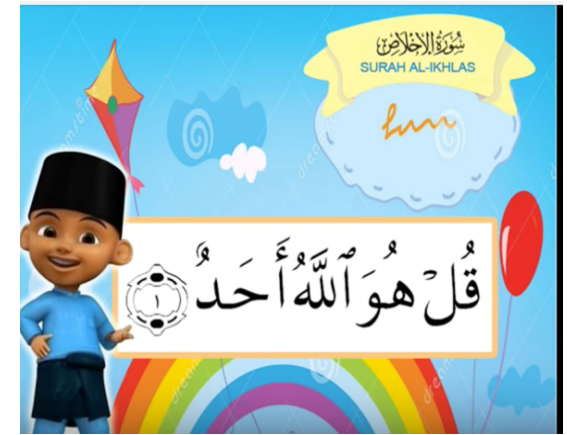 سُورَةُ الإِخْلَاصِ
SURAH AL-IKHLAS
قُلْ هُوَ ٱللَّهُ أَحَدٌ ١